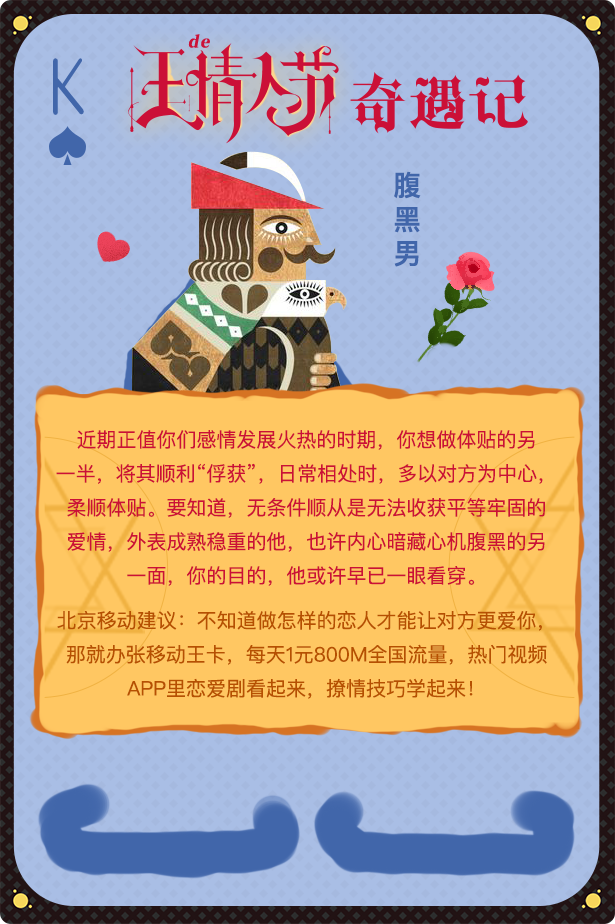 K
王de情人节奇遇记
腹黑男
近期正值你们感情发展火热的时期，你想做体贴的另
一半，将其顺利“俘获”，日常相处时，多以对方为中心，
柔顺体贴。要知道，无条件顺从是无法收获平等牢固的
爱情，外表成熟稳重的他，也许内心暗藏心机腹黑的另
一面，你的目的，他或许早已一眼看穿。
北京移动建议：不知道做怎样的恋人才能让对方更爱你，
那就办张移动王卡，每天1元800M全国流量，热门视频
APP里恋爱剧看起来，撩情技巧学起来！